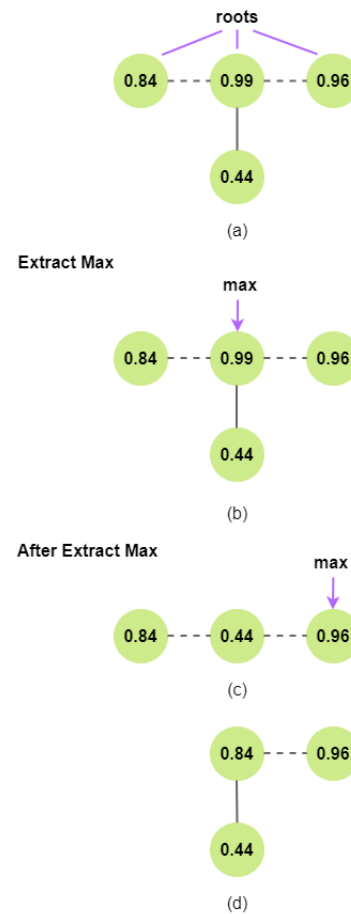 roots
0.84 0.99 0.96
0.44
(a)
Extract Max
max
0.84 0.99 0.96
0.44
(b)
After Extract Max
max
0.84 0.44 0.96
(c)
0.84 0.96
0.44
(d)